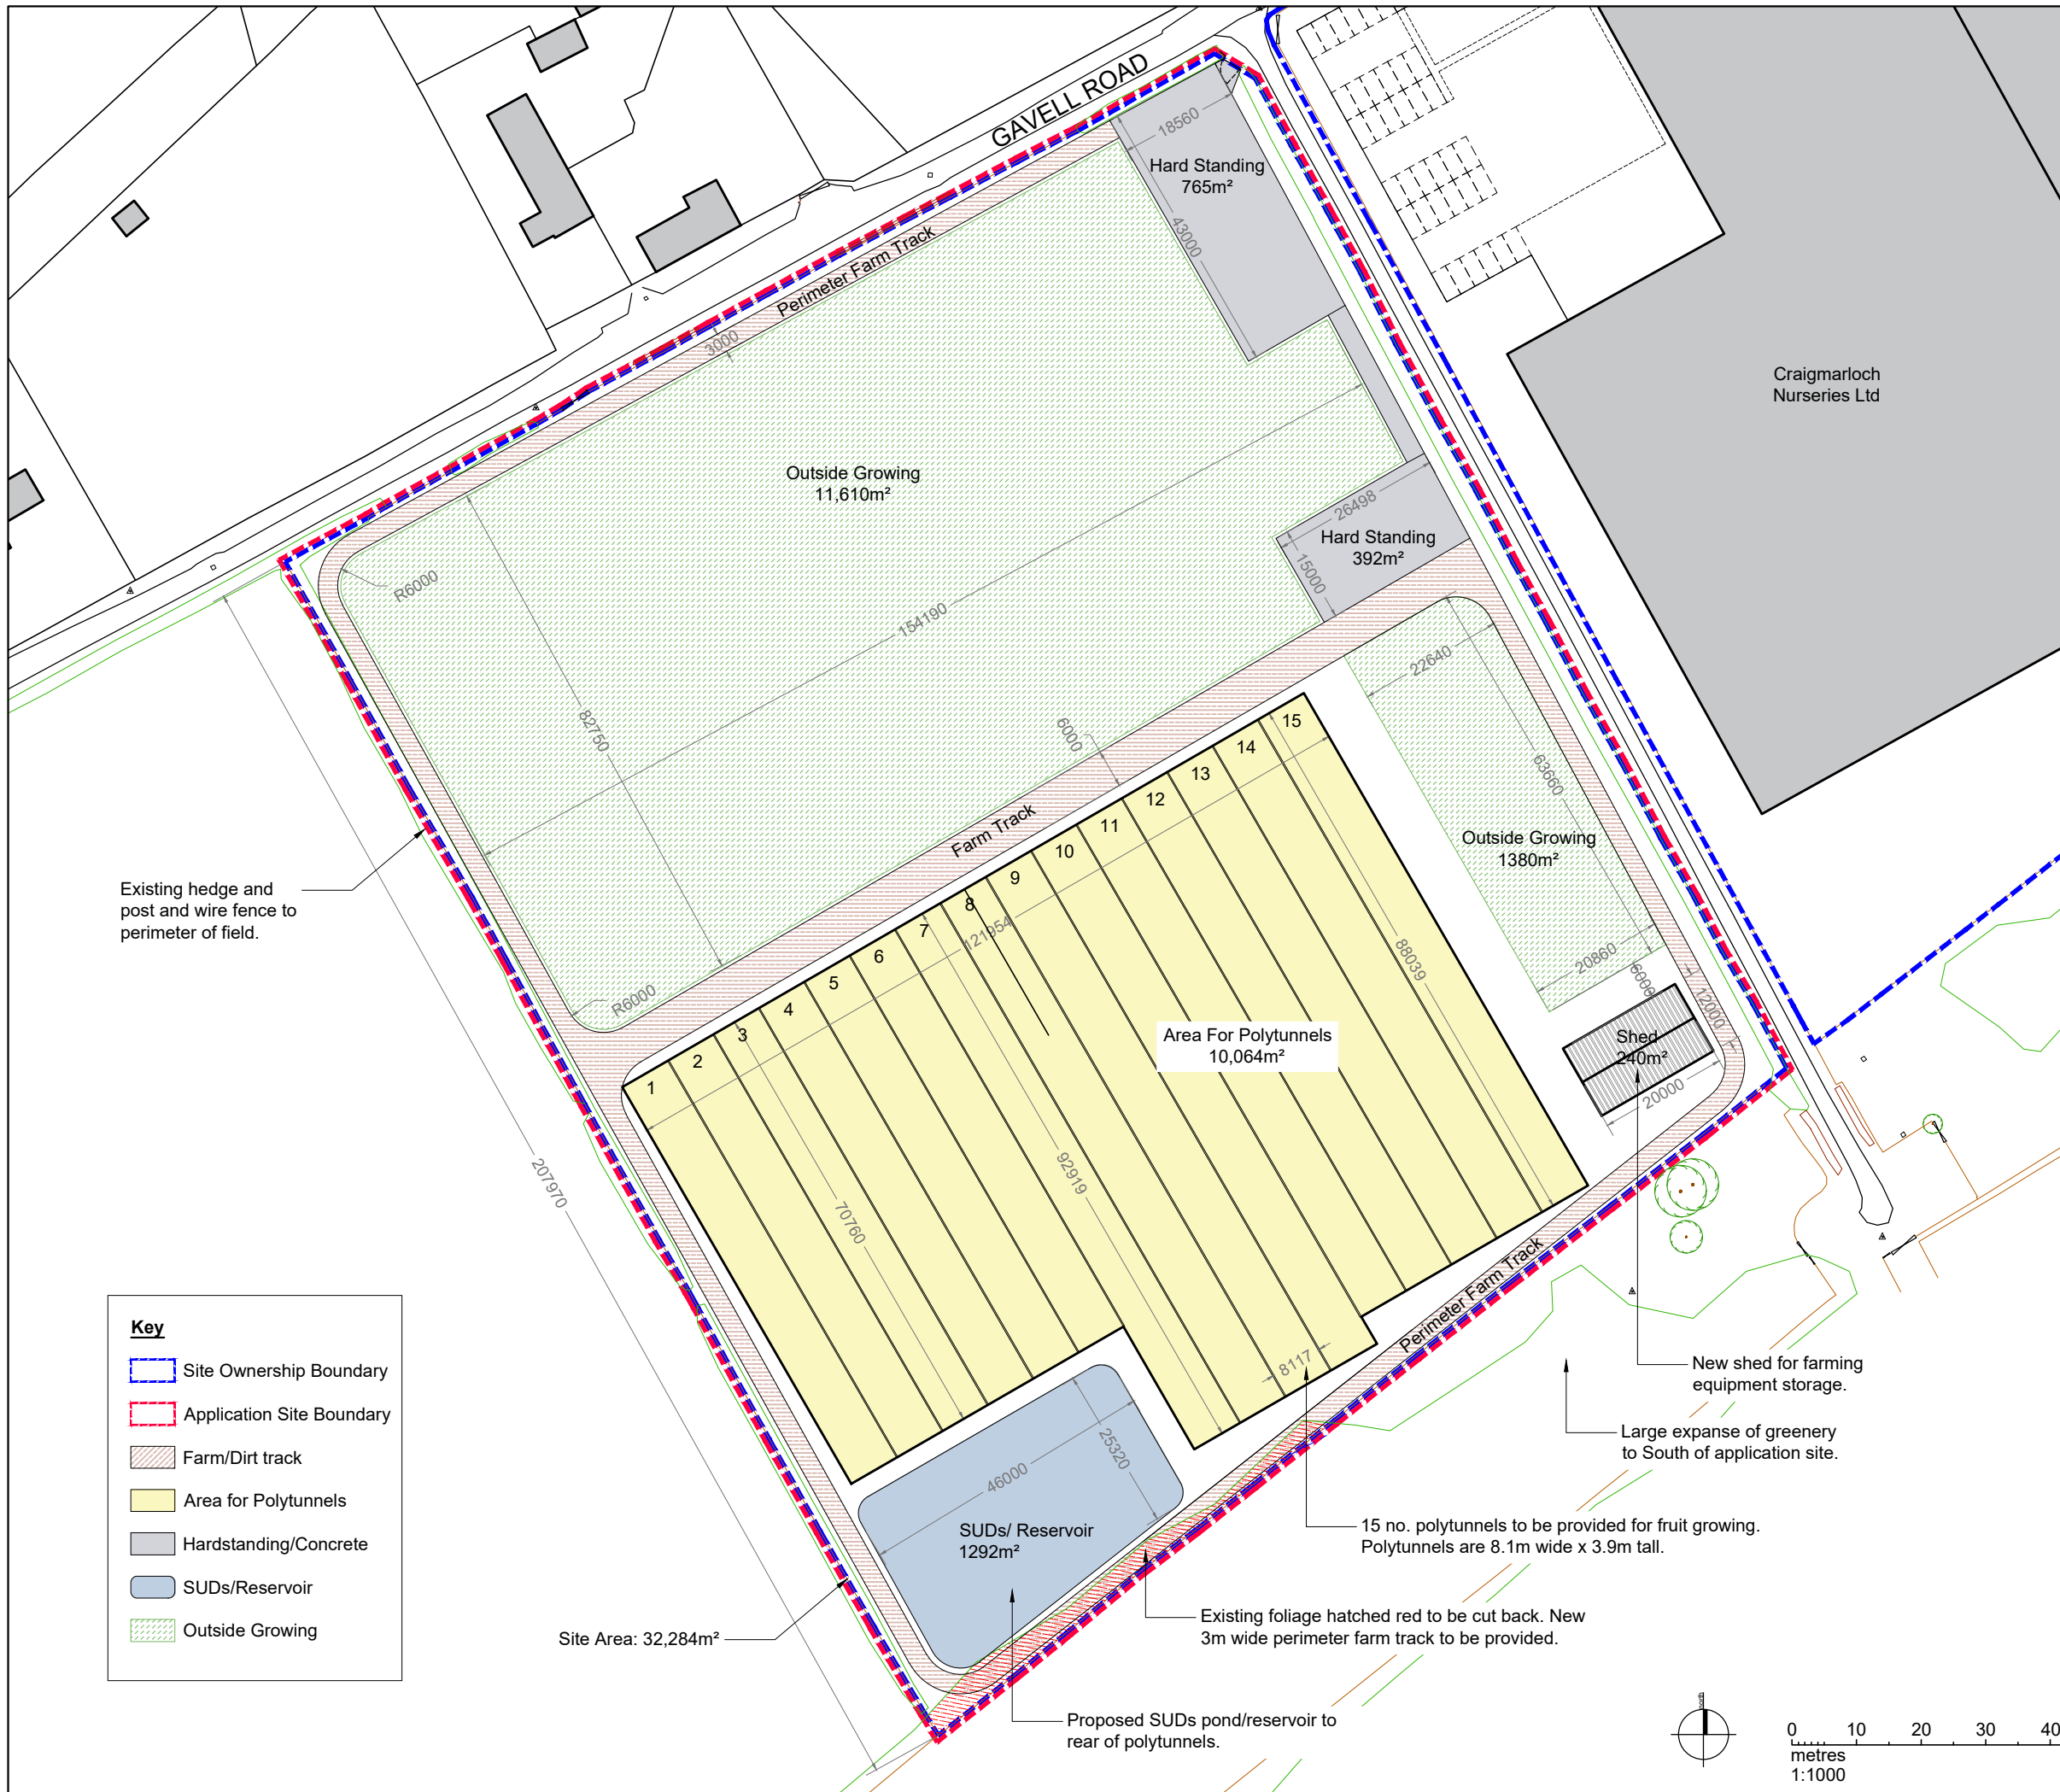 GAVELL ROAD
18560
Hard Standing
765m²
43000
Perimeter Farm Track
3000
Craigmarloch
Nurseries Ltd
Outside Growing
11,610m²
26498
Hard Standing
392m²
15000
R6000
154190
22640
82750
6000
63660
15
14
13
12
11
10
9
8
7
6
5
4
3
2
1
Farm Track
121954
Outside Growing
1380m²
Existing hedge and
post and wire fence to
perimeter of field.
88039
20860
6000
12000
R6000
Area For Polytunnels
10,064m²
Shed
240m²
20000
207970
92919
70760
Perimeter Farm Track
8117
Key
Site Ownership Boundary
Application Site Boundary
Farm/Dirt track
Area for Polytunnels
Hardstanding/Concrete
SUDs/Reservoir
Outside Growing
New shed for farming
equipment storage.
Large expanse of greenery
to South of application site.
25320
46000
SUDs/ Reservoir
1292m²
15 no. polytunnels to be provided for fruit growing.
Polytunnels are 8.1m wide x 3.9m tall.
Existing foliage hatched red to be cut back. New
3m wide perimeter farm track to be provided.
Site Area: 32,284m²
Proposed SUDs pond/reservoir to
rear of polytunnels.
0 10 20 30 40
metres
1:1000